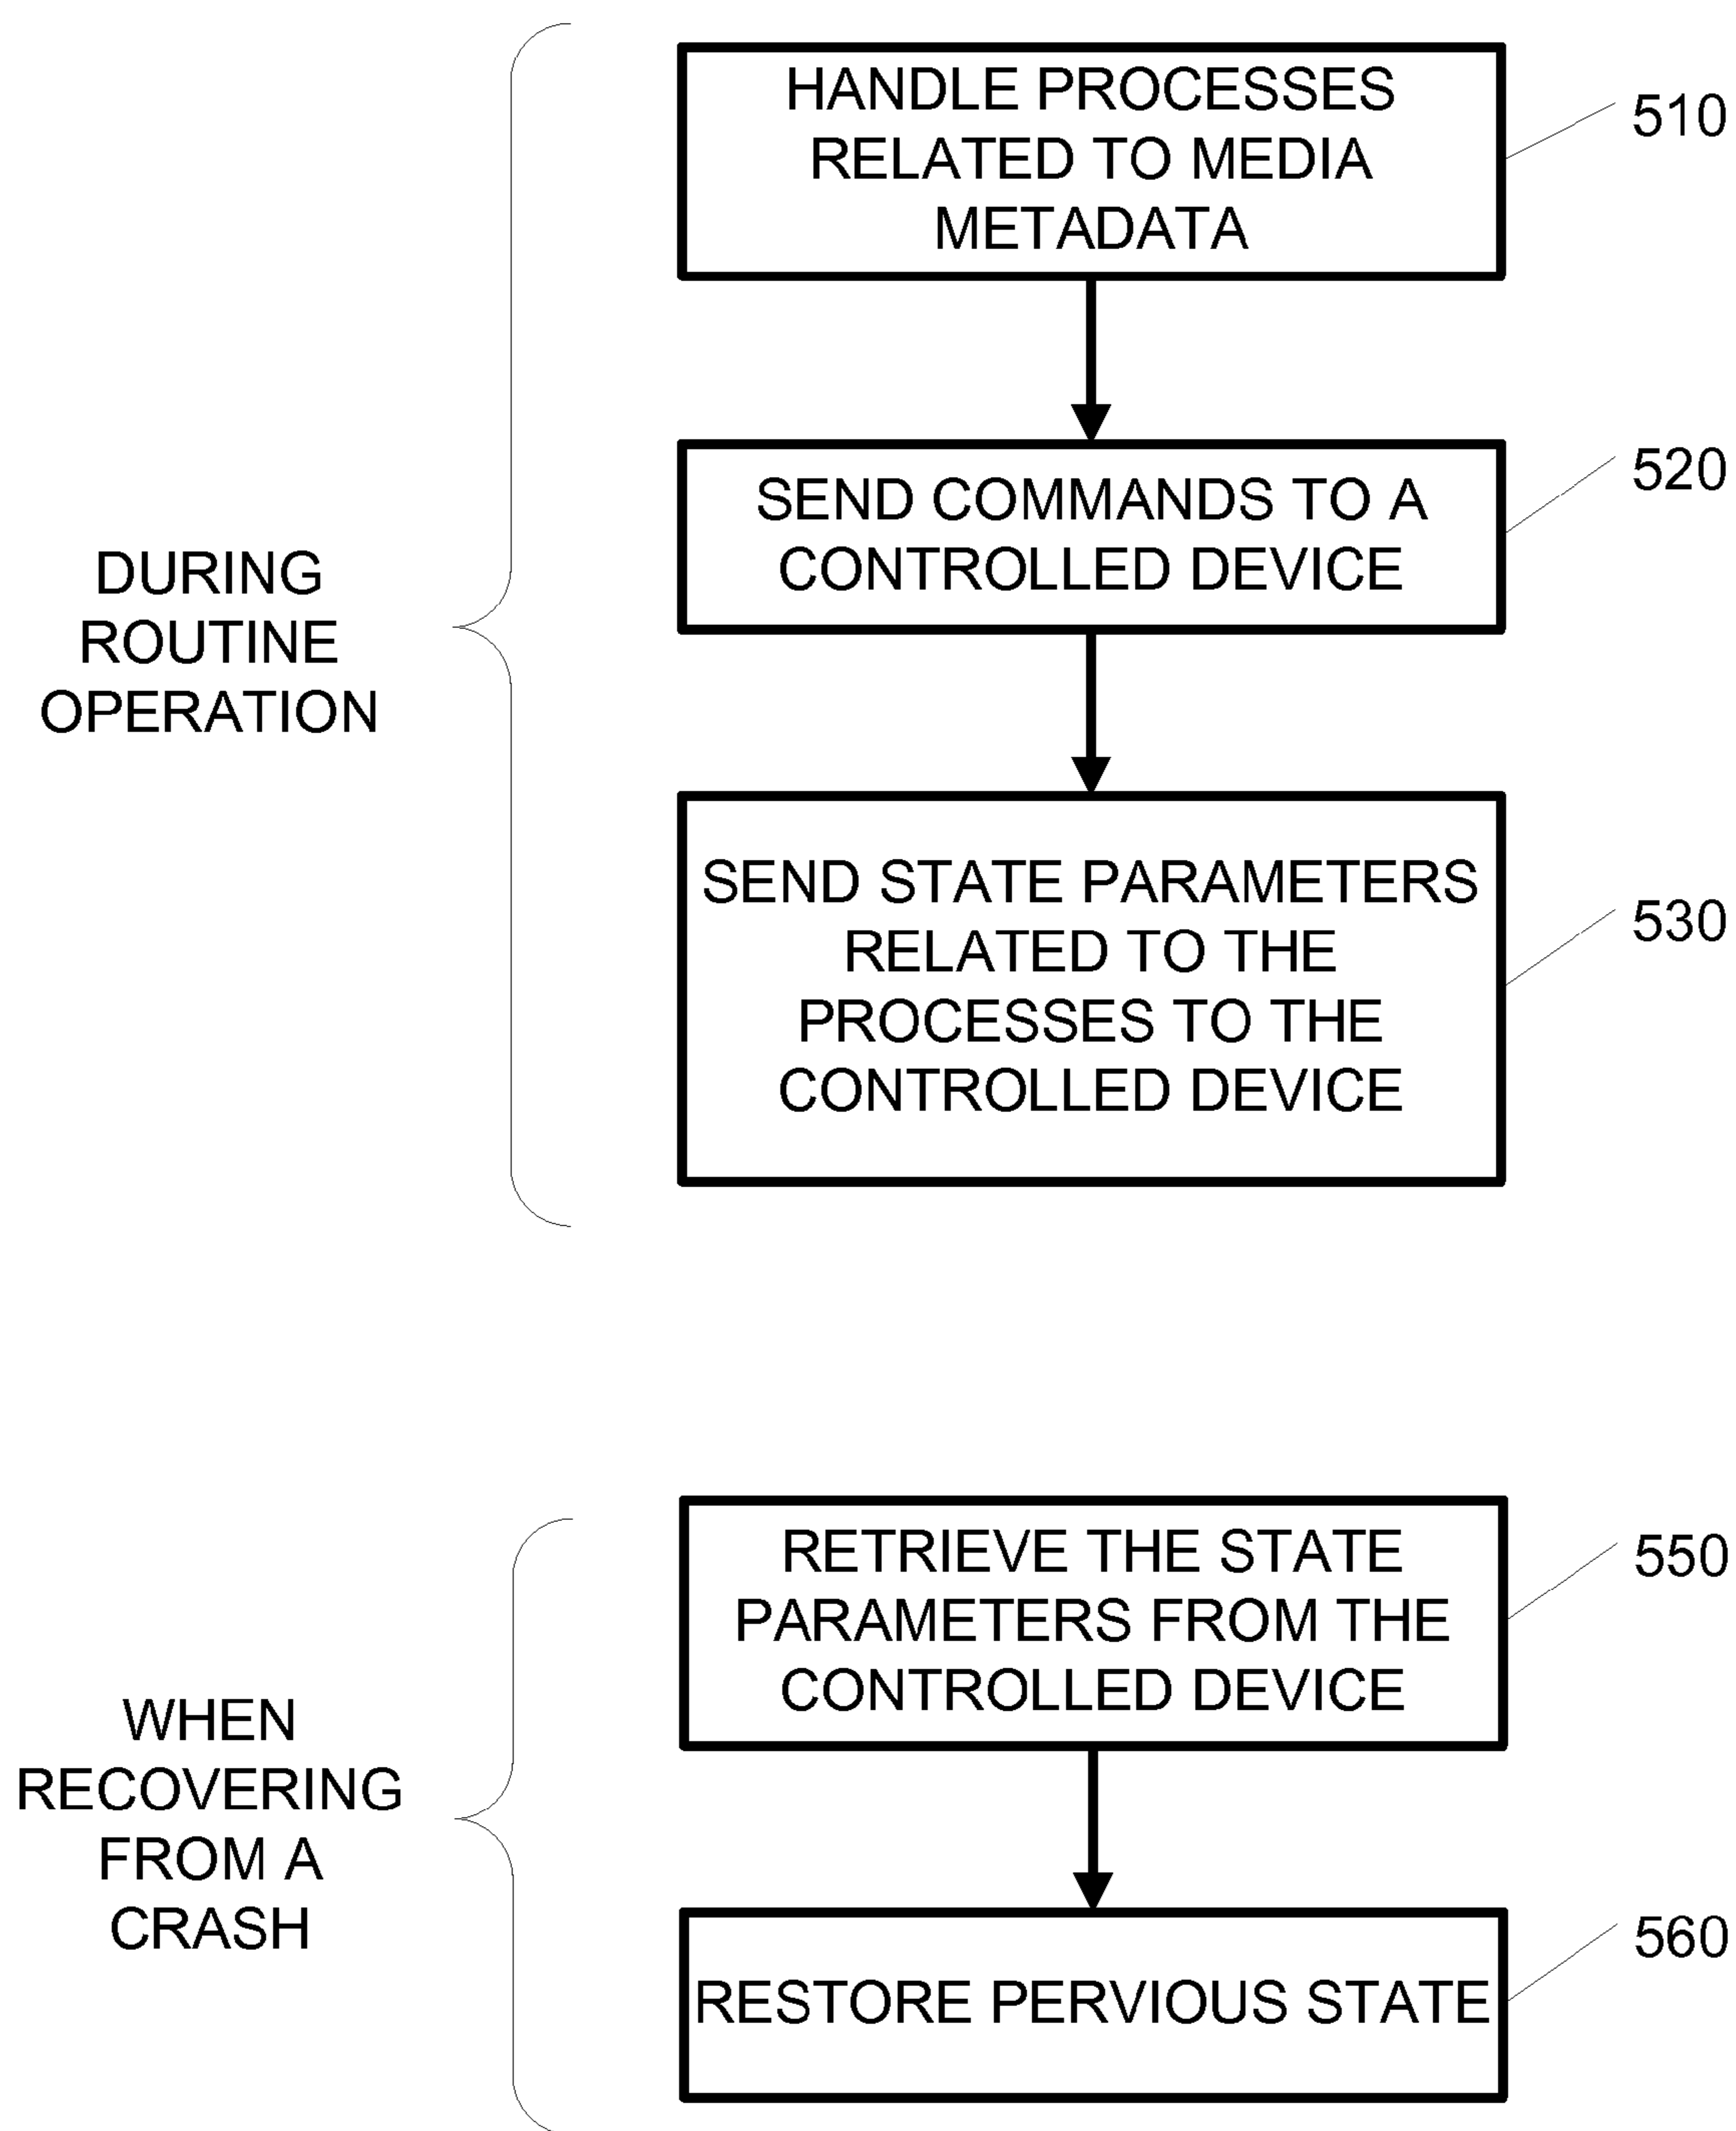 HANDLE PROCESSES
RELATED TO MEDIA
METADATA
510
SEND COMMANDS TO A
CONTROLLED DEVICE
520
DURING
ROUTINE
OPERATION
SEND STATE PARAMETERS
RELATED TO THE
PROCESSES TO THE
CONTROLLED DEVICE
530
RETRIEVE THE STATE
PARAMETERS FROM THE
CONTROLLED DEVICE
550
WHEN
RECOVERING
FROM A
CRASH
RESTORE PERVIOUS STATE
560